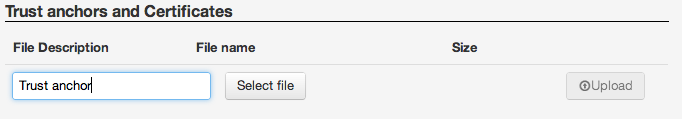 Trust anchors and Certificates
File Description File name Size
Trust anchor Select file Upload